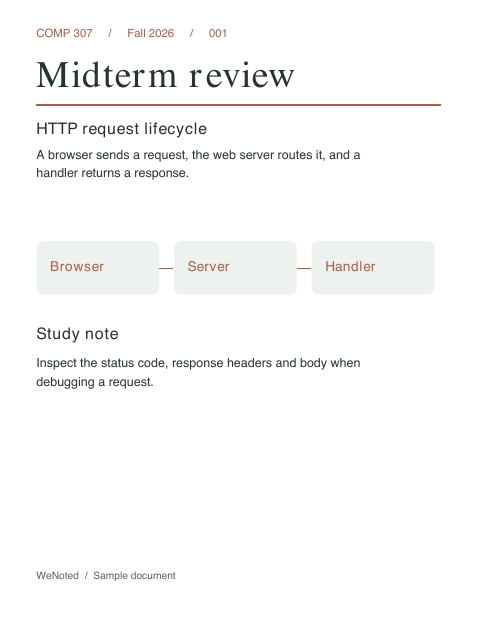 COMP 307 / Fall 2026 / 001
Midterm review
HTTP request lifecycle
A browser sends a request, the web server routes it, and a
handler returns a response.
Browser
Server
Handler
Study note
Inspect the status code, response headers and body when
debugging a request.
WeNoted / Sample document